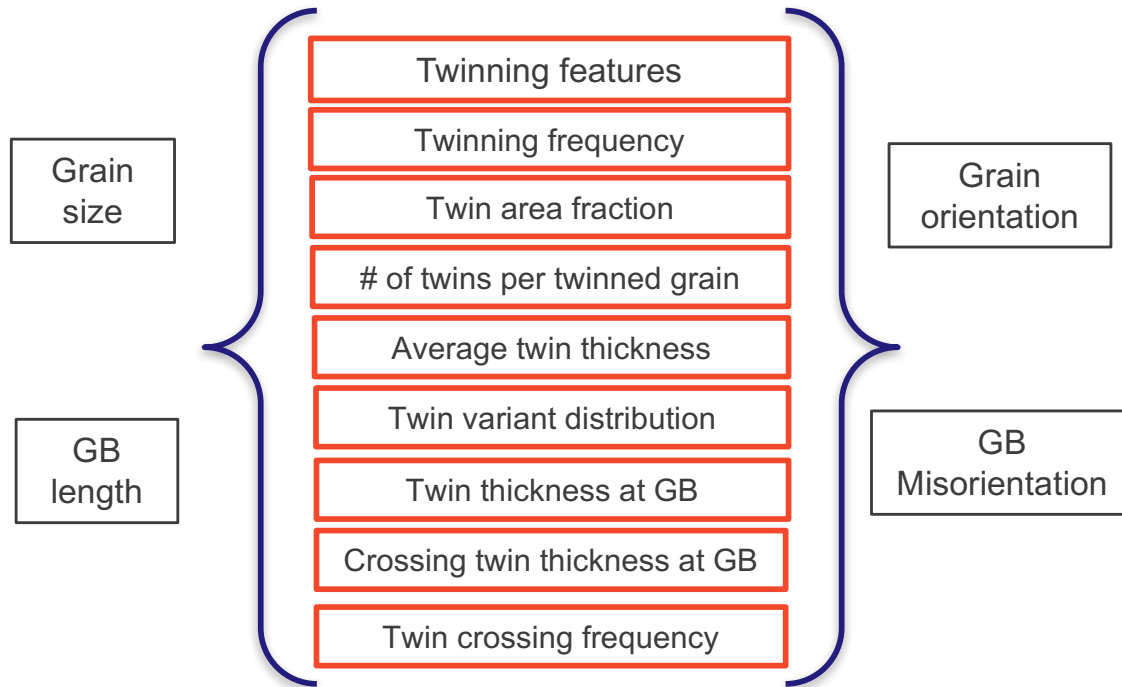 Twinning features
Twinning frequency
Twin area fraction
# of twins per twinned grain
Average twin thickness
Twin variant distribution
Twin thickness at GB
Crossing twin thickness at GB
Twin crossing frequency
Grain
size
GB
length
Grain
orientation
GB
Misorientation